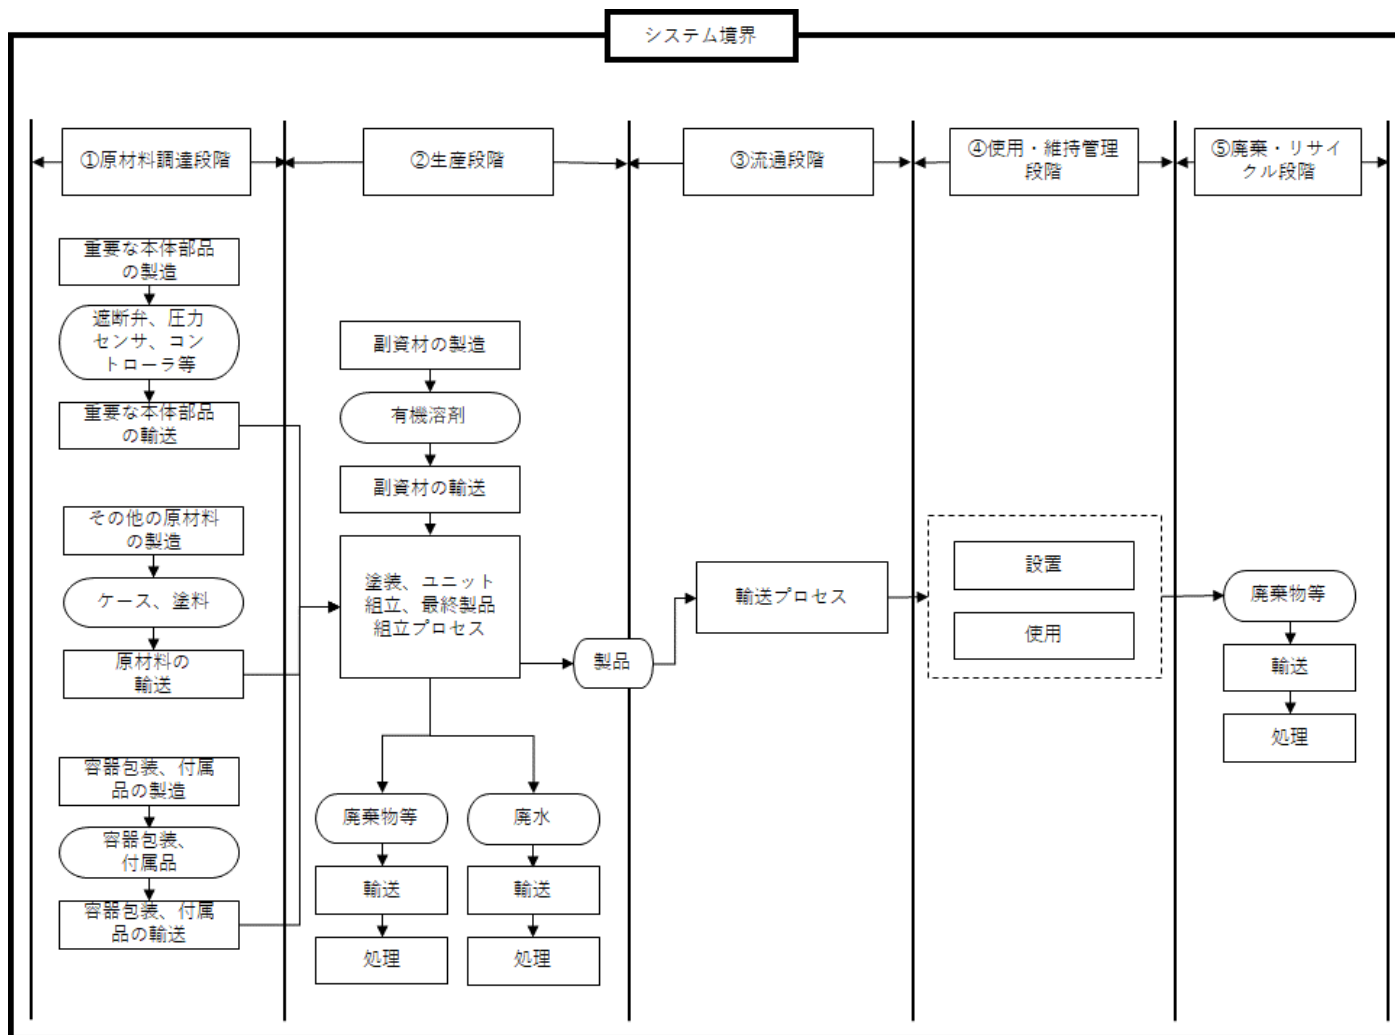 システム境界
①原材料調達段階
②生産段階
③流通段階
④使用・維持管理
段階
⑤廃棄・リサイ
クル段階
重要な本体部品
の製造
遮断弁、圧力
センサ、コン
トローラ等
重要な本体部品
の輸送
その他の原材料
の製造
ケース、塗料
原材料の
輸送
容器包装、付属
品の製造
容器包装、
付属品
容器包装、付属
品の輸送
副資材の製造
有機溶剤
副資材の輸送
塗装、ユニット
組立、最終製品
組立プロセス
製品
廃棄物等
輸送
処理
廃水
輸送
処理
輸送プロセス
設置
使用
廃棄物等
輸送
処理